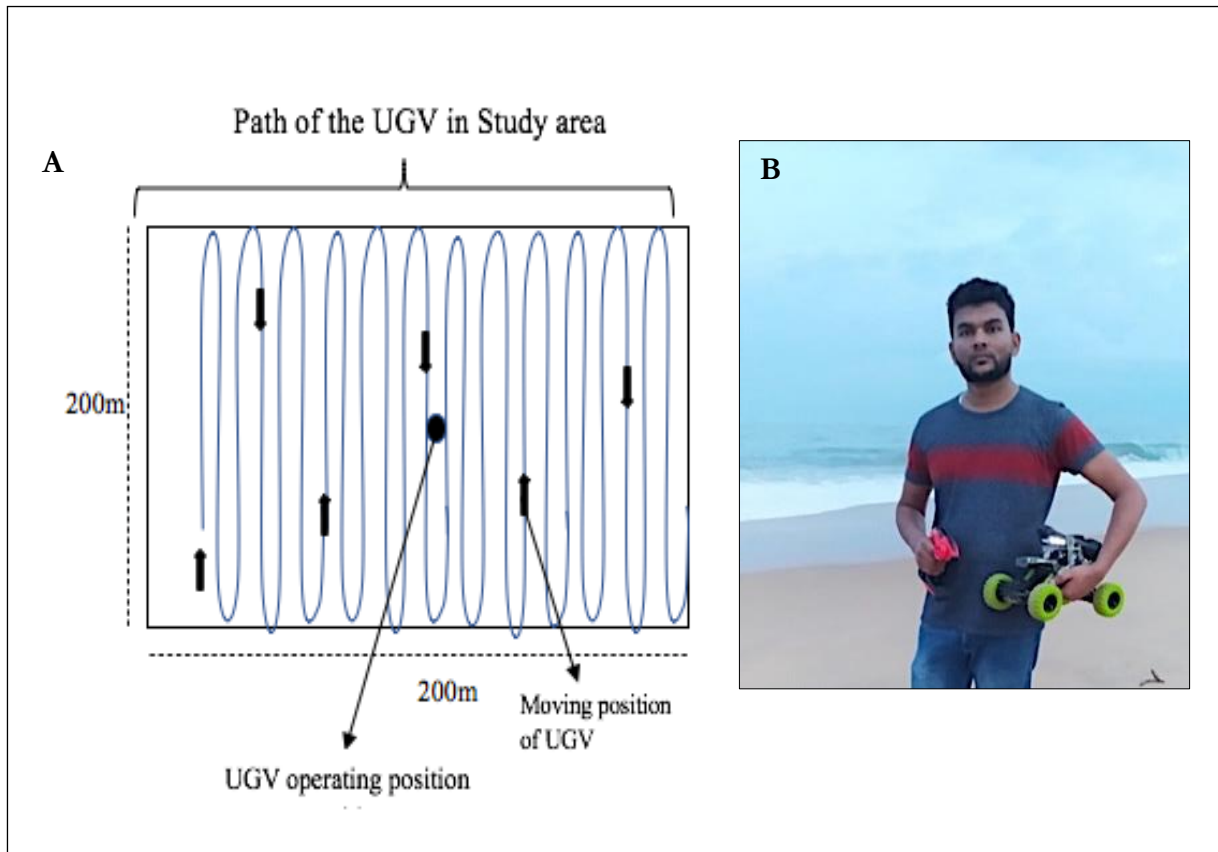 Path of the UGV in Study area
A
B
200m
200m
Moving position
of UGV
UGV operating position